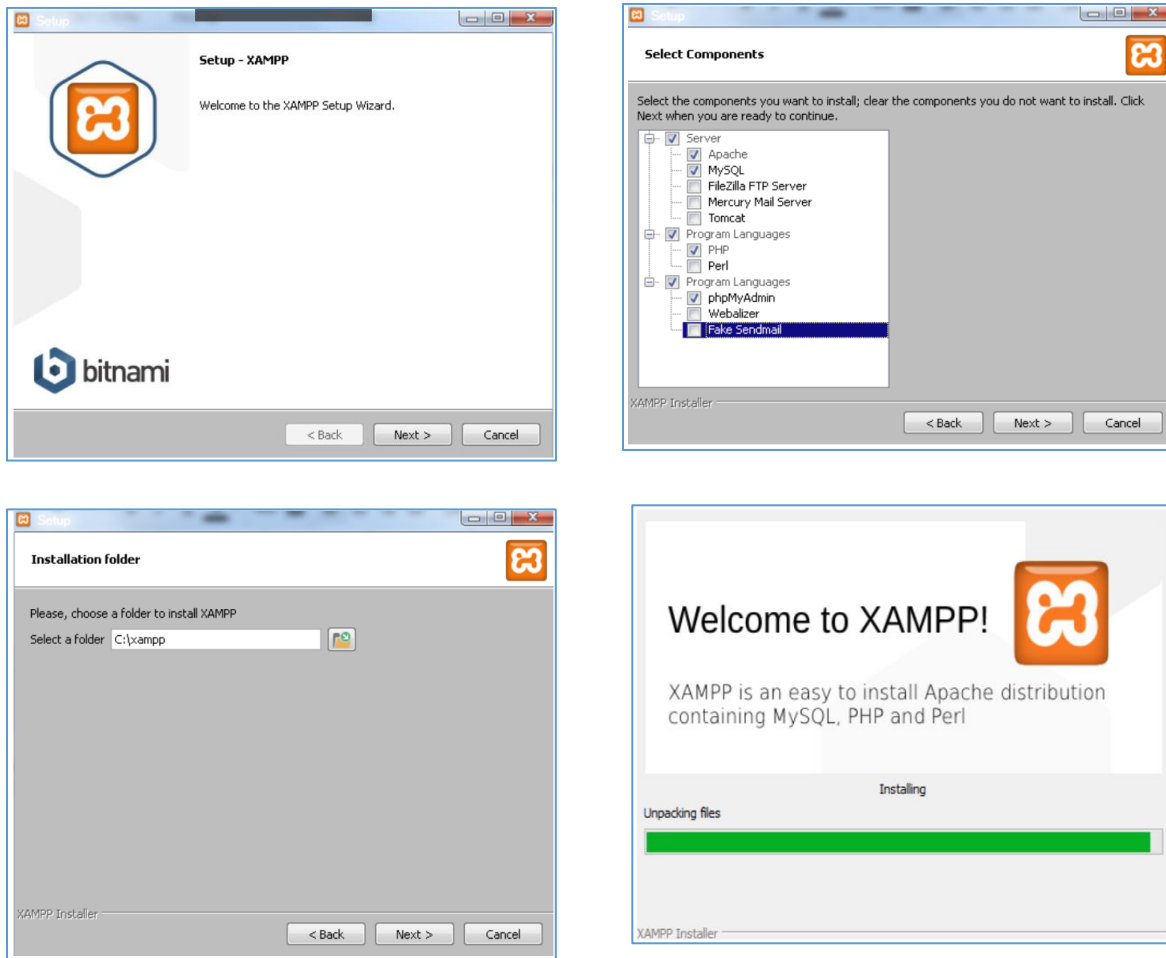 Setup
Setup - XAMPP
Welcome to the XAMPP Setup Wizard.
bitnami
< Back Next > Cancel
Setup
Select Components
Select the components you want to install; clear the components you do not want to install. Click
Next when you are ready to continue.
Server
Apache
MySQL
FileZilla FTP Server
Mercury Mail Server
Tomcat
Program Languages
PHP
Perl
Program Languages
phpMyAdmin
Webalizer
Fake Sendmail
XAMPP Installer
< Back Next > Cancel
Setup
Installation folder
Please, choose a folder to install XAMPP
Select a folder C:\xampp
XAMPP Installer
< Back Next > Cancel
Welcome to XAMPP!
XAMPP is an easy to install Apache distribution
containing MySQL, PHP and Perl
Installing
Unpacking files
XAMPP Installer